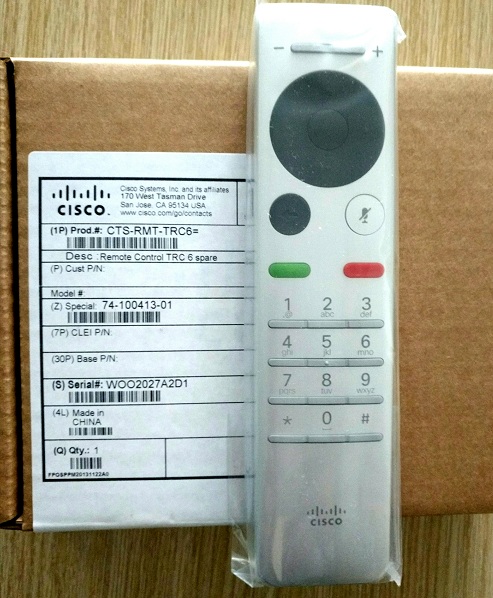 CISCO.
Cisco Systems, Inc. and its affiliates
170 West Tasman Drive
San Jose, CA 95134 USA
www.cisco.com/go/contacts
(1P) Prod.#: CTS-RMT-TRC6=
Desc : Remote Control TRC 6 spare
(P) Cust P/N:
Model #:
(Z) Special: 74-100413-01
(7P) CLEI P/N:
(30P) Base P/N:
(S) Serial#: WOO2027A2D1
(4L) Made in
CHINA
(Q) Qty.: 1
FPOSPPM20131122A0
− +
1 2 3
.@ abc def
4 5 6
ghi jkl mno
7 8 9
pqrs tuv wxyz
* 0 #
CISCO